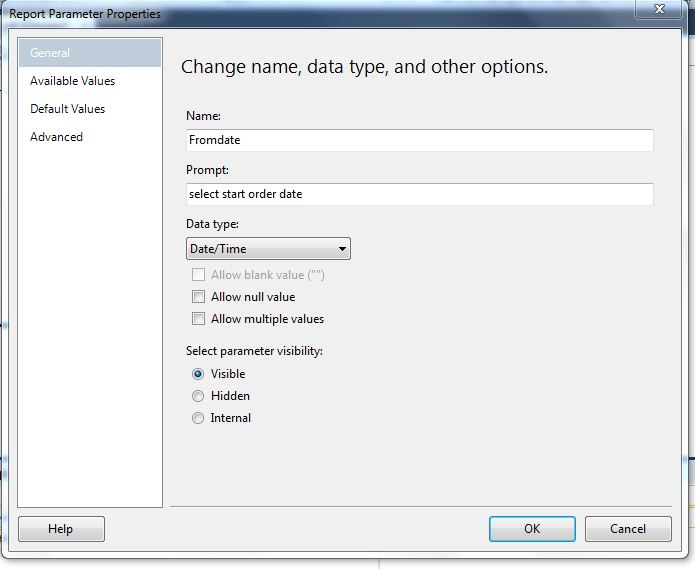 Report Parameter Properties
General
Available Values
Default Values
Advanced
Change name, data type, and other options.
Name:
Fromdate
Prompt:
select start order date
Data type:
Date/Time
Allow blank value ("")
Allow null value
Allow multiple values
Select parameter visibility:
Visible
Hidden
Internal
Help
OK
Cancel